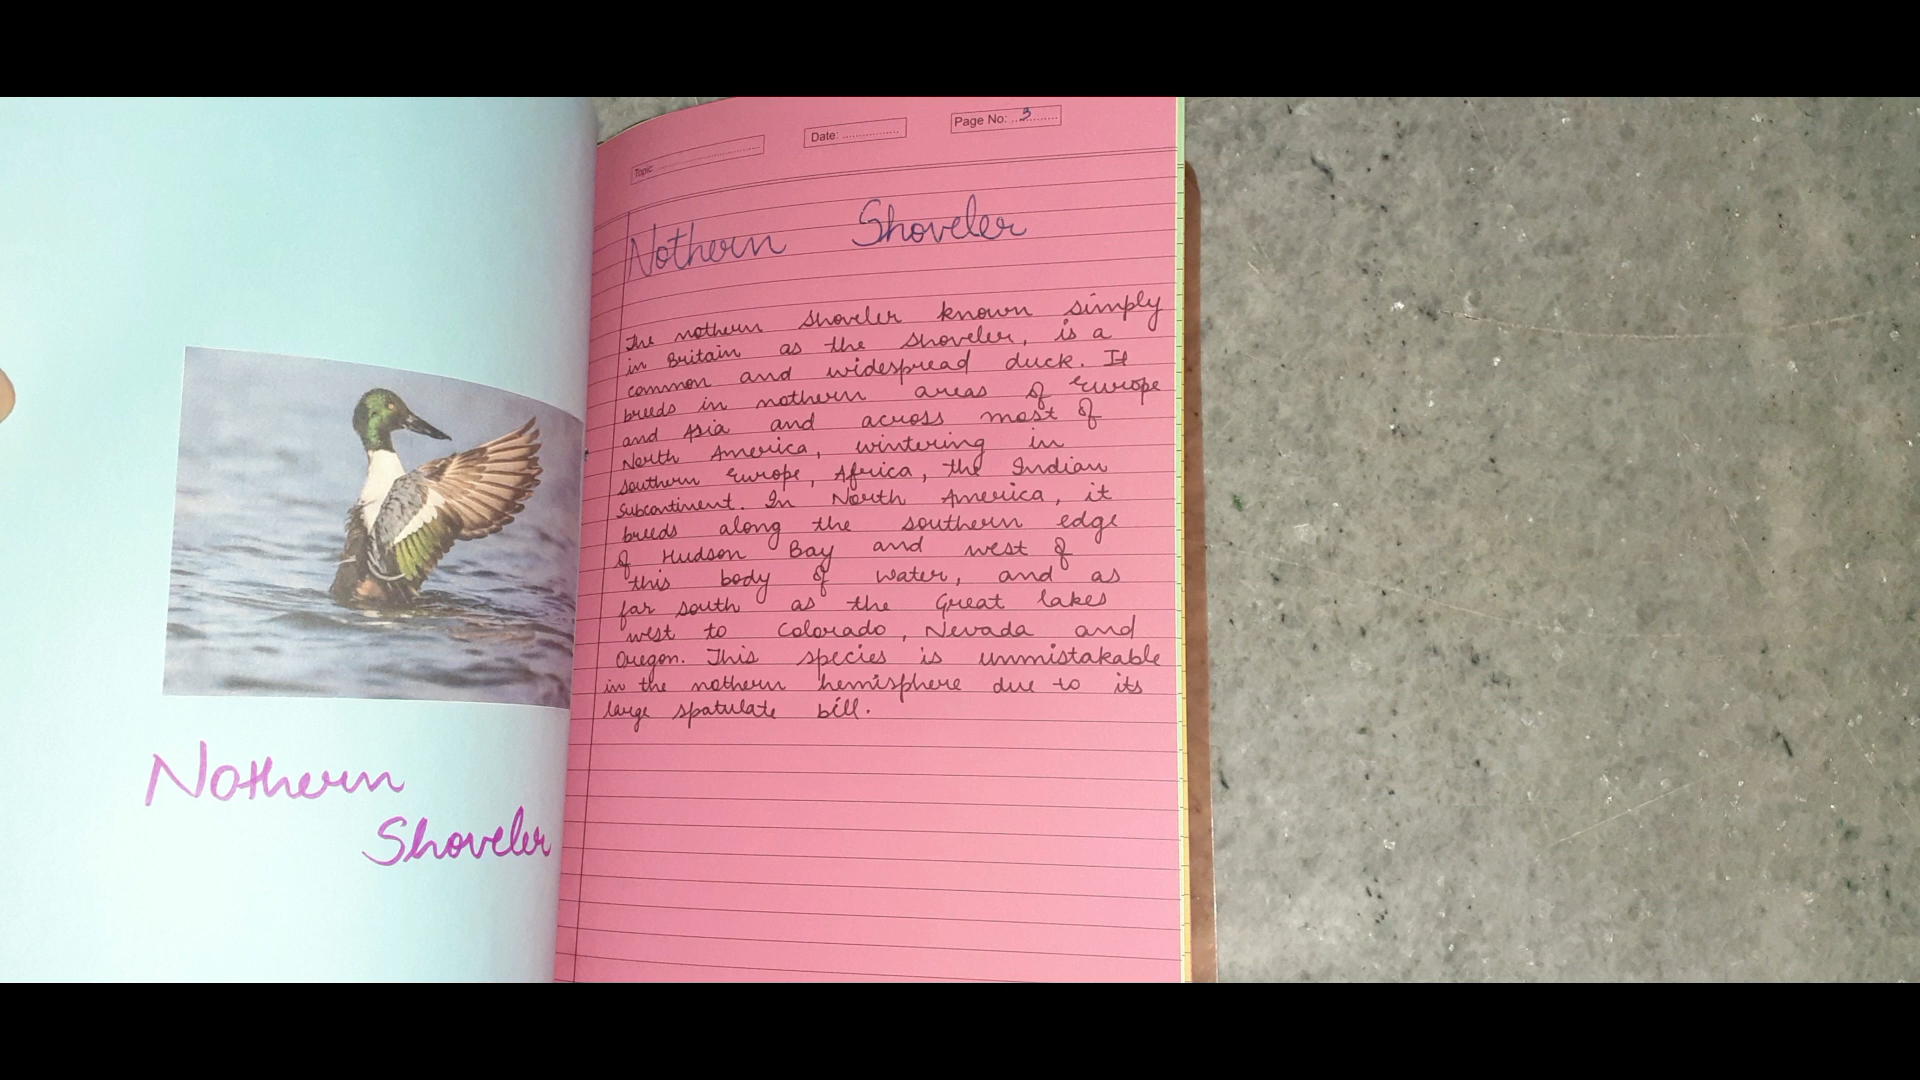 Nothern
Shoveler
Topic
Date:
Page No: 3
Nothern Shoveler
The nothern shoveler known simply
in Britain as the shoveler, is a
common and widespread duck. It
breeds in nothern areas of Europe
and Asia and across most of
North America, wintering in
southern Europe, Africa, the Indian
Subcontinent. In North America, it
breeds along the southern edge
of Hudson Bay and west of
this body of water, and as
far south as the Great lakes
west to Colorado, Nevada and
Oregon. This species is unmistakable
in the nothern hemisphere due to its
large spatulate bill.